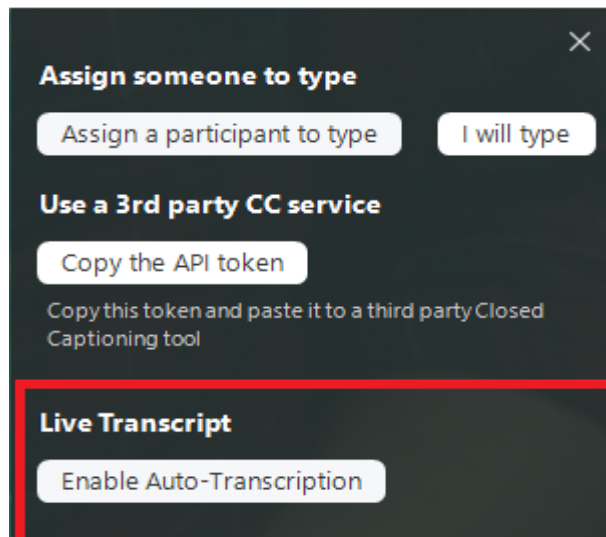 Assign someone to type
Assign a participant to type
I will type
Use a 3rd party CC service
Copy the API token
Copy this token and paste it to a third party Closed
Captioning tool
Live Transcript
Enable Auto-Transcription